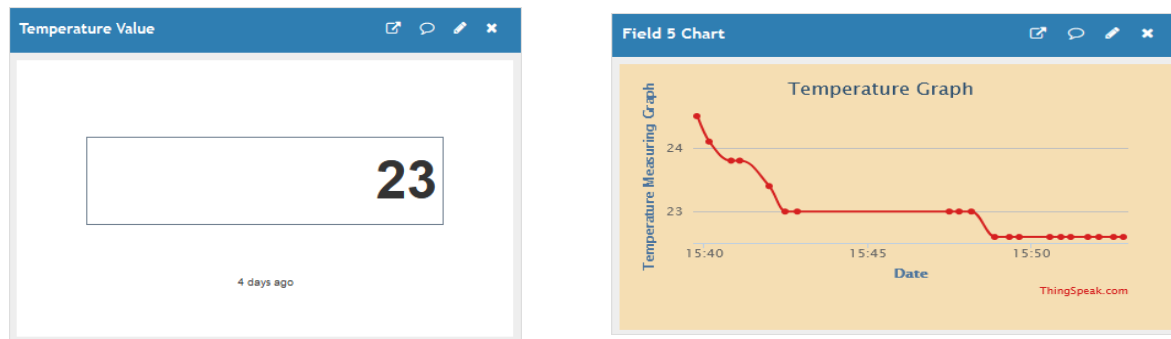 Temperature Value
23
4 days ago
Field 5 Chart
Temperature Graph
Temperature Measuring Graph
24
23
15:40
15:45
15:50
Date
ThingSpeak.com